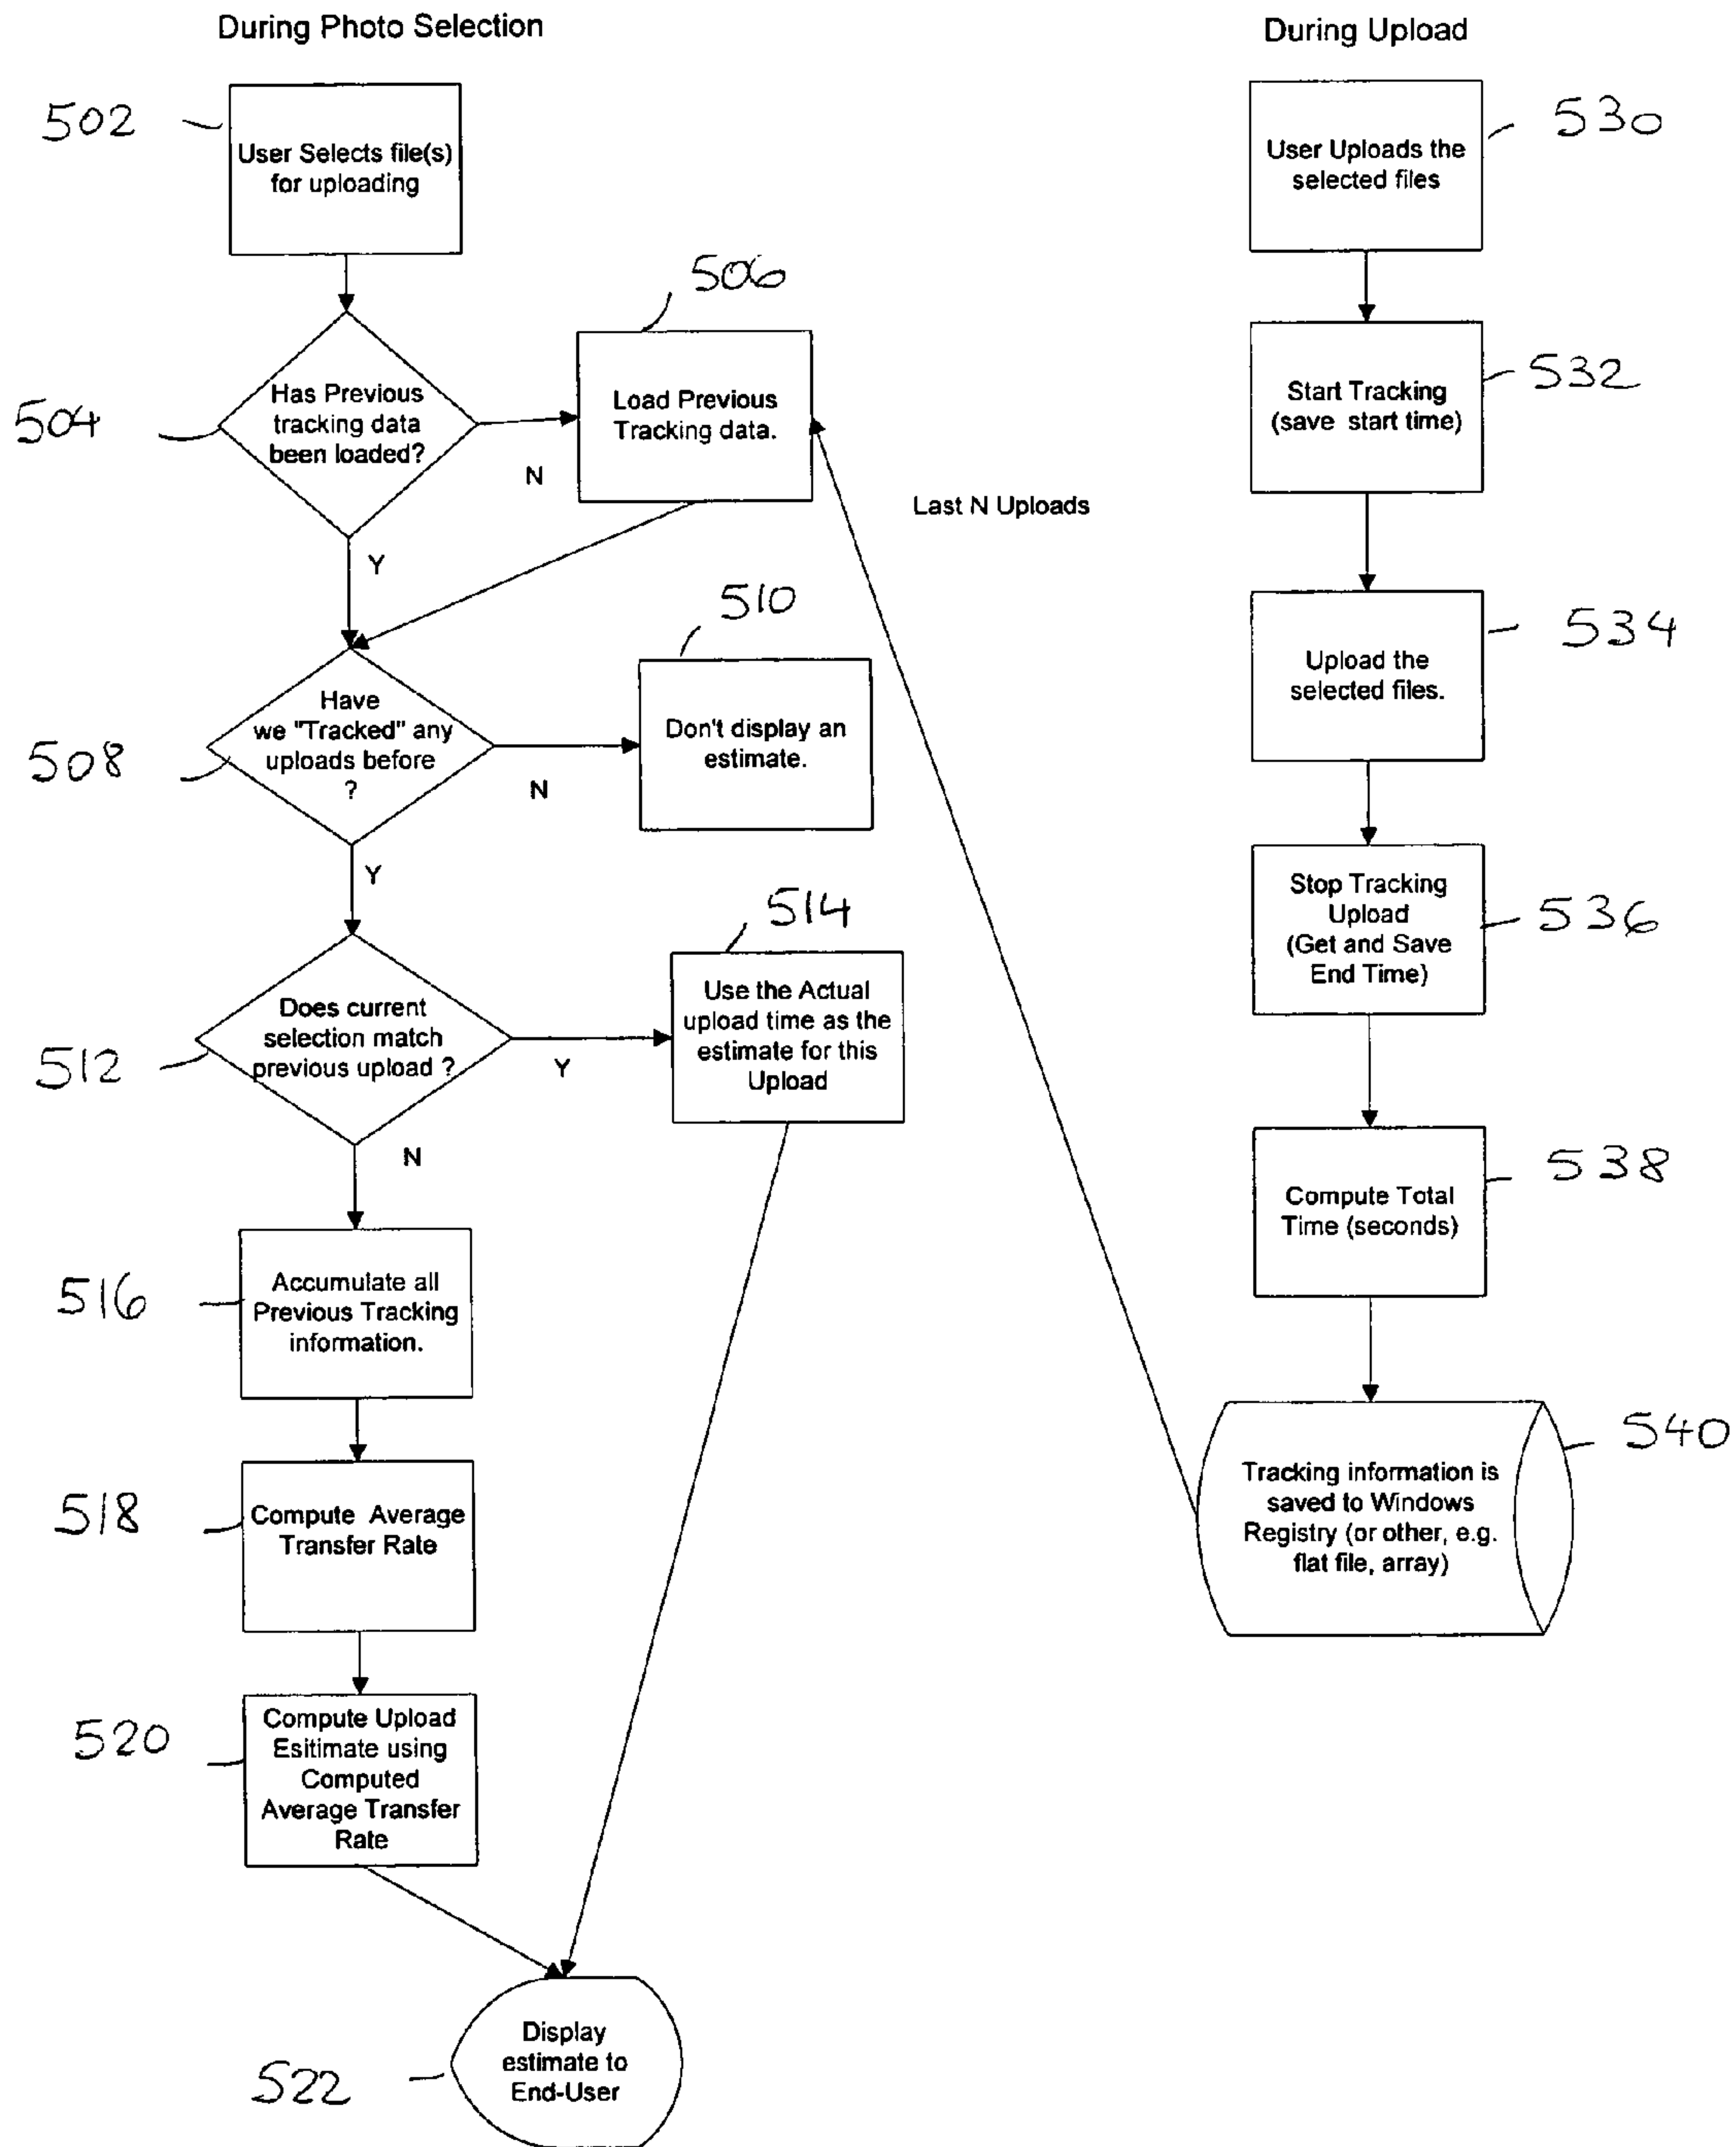 During Photo Selection
502
User Selects file(s)
for uploading
504
Has Previous
tracking data
been loaded?
N
Y
506
Load Previous
Tracking data.
Last N Uploads
508
Have
we "Tracked" any
uploads before
?
N
Y
510
Don't display an
estimate.
512
Does current
selection match
previous upload ?
Y
N
514
Use the Actual
upload time as the
estimate for this
Upload
516
Accumulate all
Previous Tracking
information.
518
Compute Average
Transfer Rate
520
Compute Upload
Esitimate using
Computed
Average Transfer
Rate
522
Display
estimate to
End-User
During Upload
530
User Uploads the
selected files
532
Start Tracking
(save start time)
534
Upload the
selected files.
536
Stop Tracking
Upload
(Get and Save
End Time)
538
Compute Total
Time (seconds)
540
Tracking information is
saved to Windows
Registry (or other, e.g.
flat file, array)